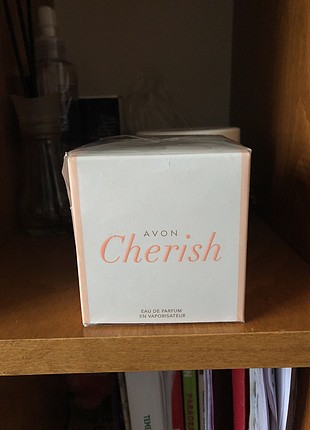 AVON
Cherish
EAU DE PARFUM
EN VAPORISATEUR